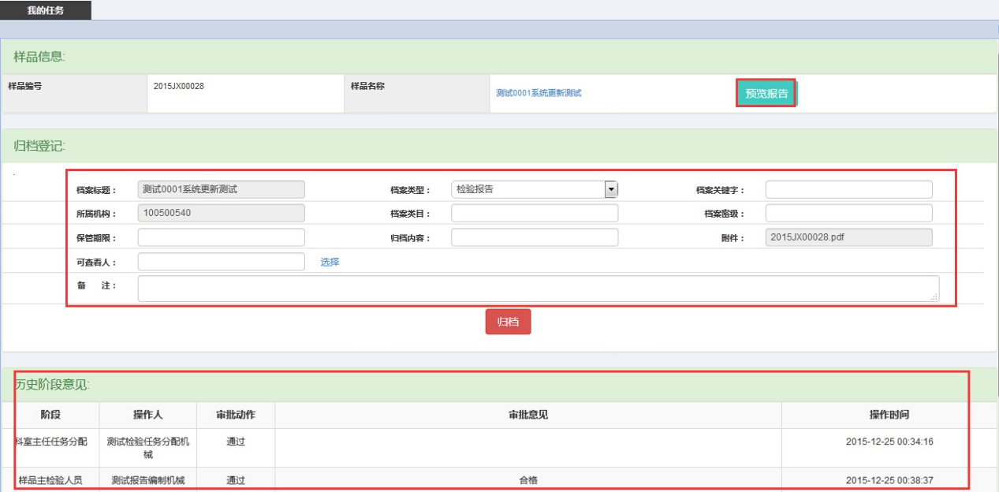 我的任务
样品信息:
样品编号 2015JX00028 样品名称 测试0001系统更新测试 预览报告
归档登记:
.
档案标题： 测试0001系统更新测试 档案类型： 检验报告 档案关键字：
所属机构： 100500540 档案类目： 档案密级：
保管期限： 归档内容： 附件： 2015JX00028.pdf
可查看人： 选择
备 注：
归档
历史阶段意见:
阶段 操作人 审批动作 审批意见 操作时间
科室主任任务分配 测试检验任务分配机 通过 2015-12-25 00:34:16
械
样品主检验人员 测试报告编制机械 通过 合格 2015-12-25 00:38:37